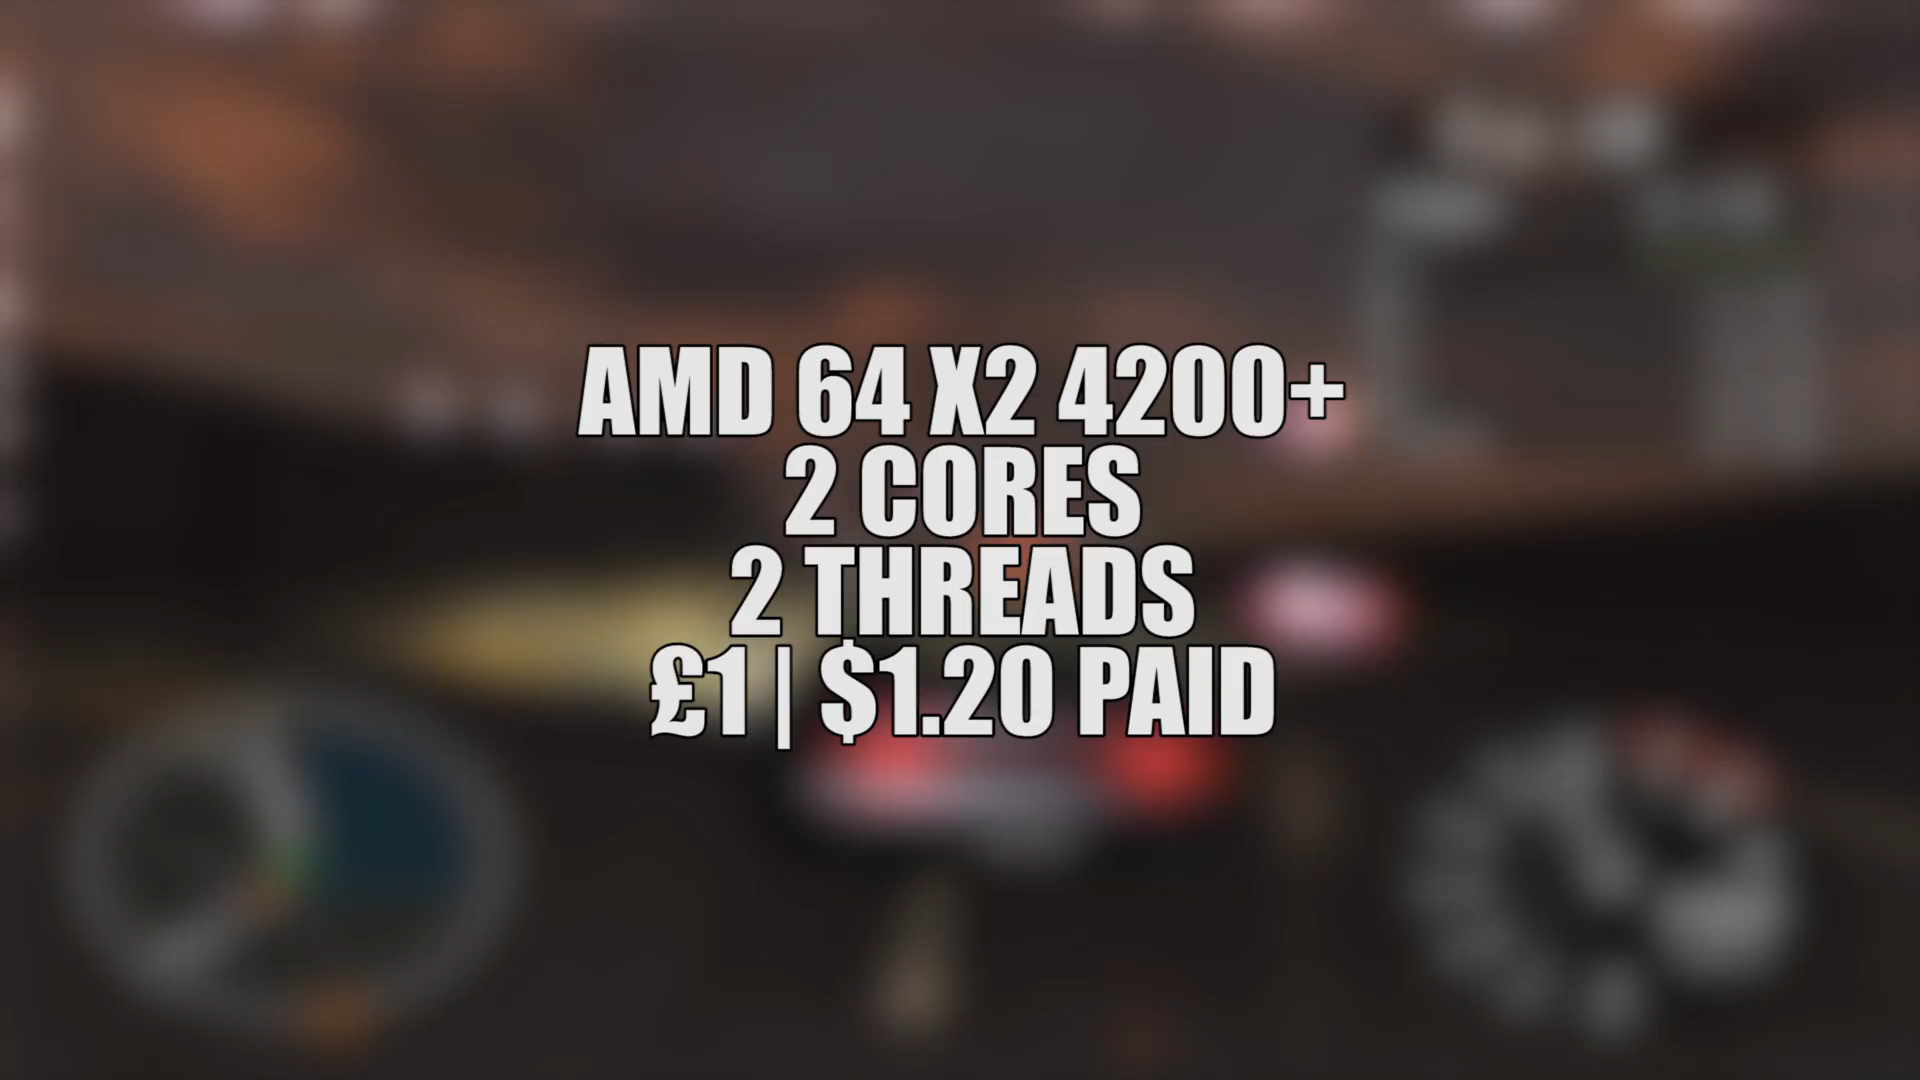 AMD 64 X2 4200+
2 CORES
2 THREADS
£1 | $1.20 PAID